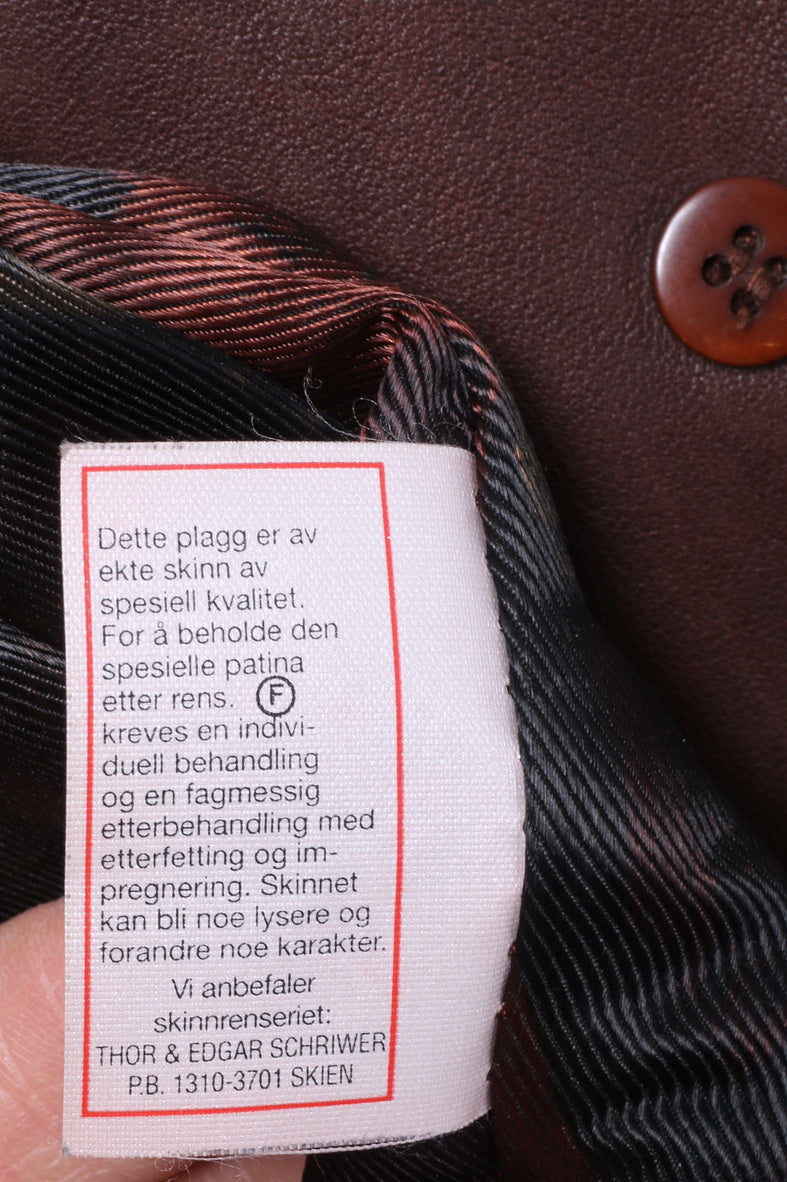 Dette plagg er av
ekte skinn av
spesiell kvalitet.
For å beholde den
spesielle patina
etter rens. Ⓕ
kreves en indivi-
duell behandling
og en fagmessig
etterbehandling med
etterfetting og im-
pregnering. Skinnet
kan bli noe lysere og
forandre noe karakter.
Vi anbefaler
skinnrenseriet:
THOR & EDGAR SCHRIWER
P.B. 1310-3701 SKIEN